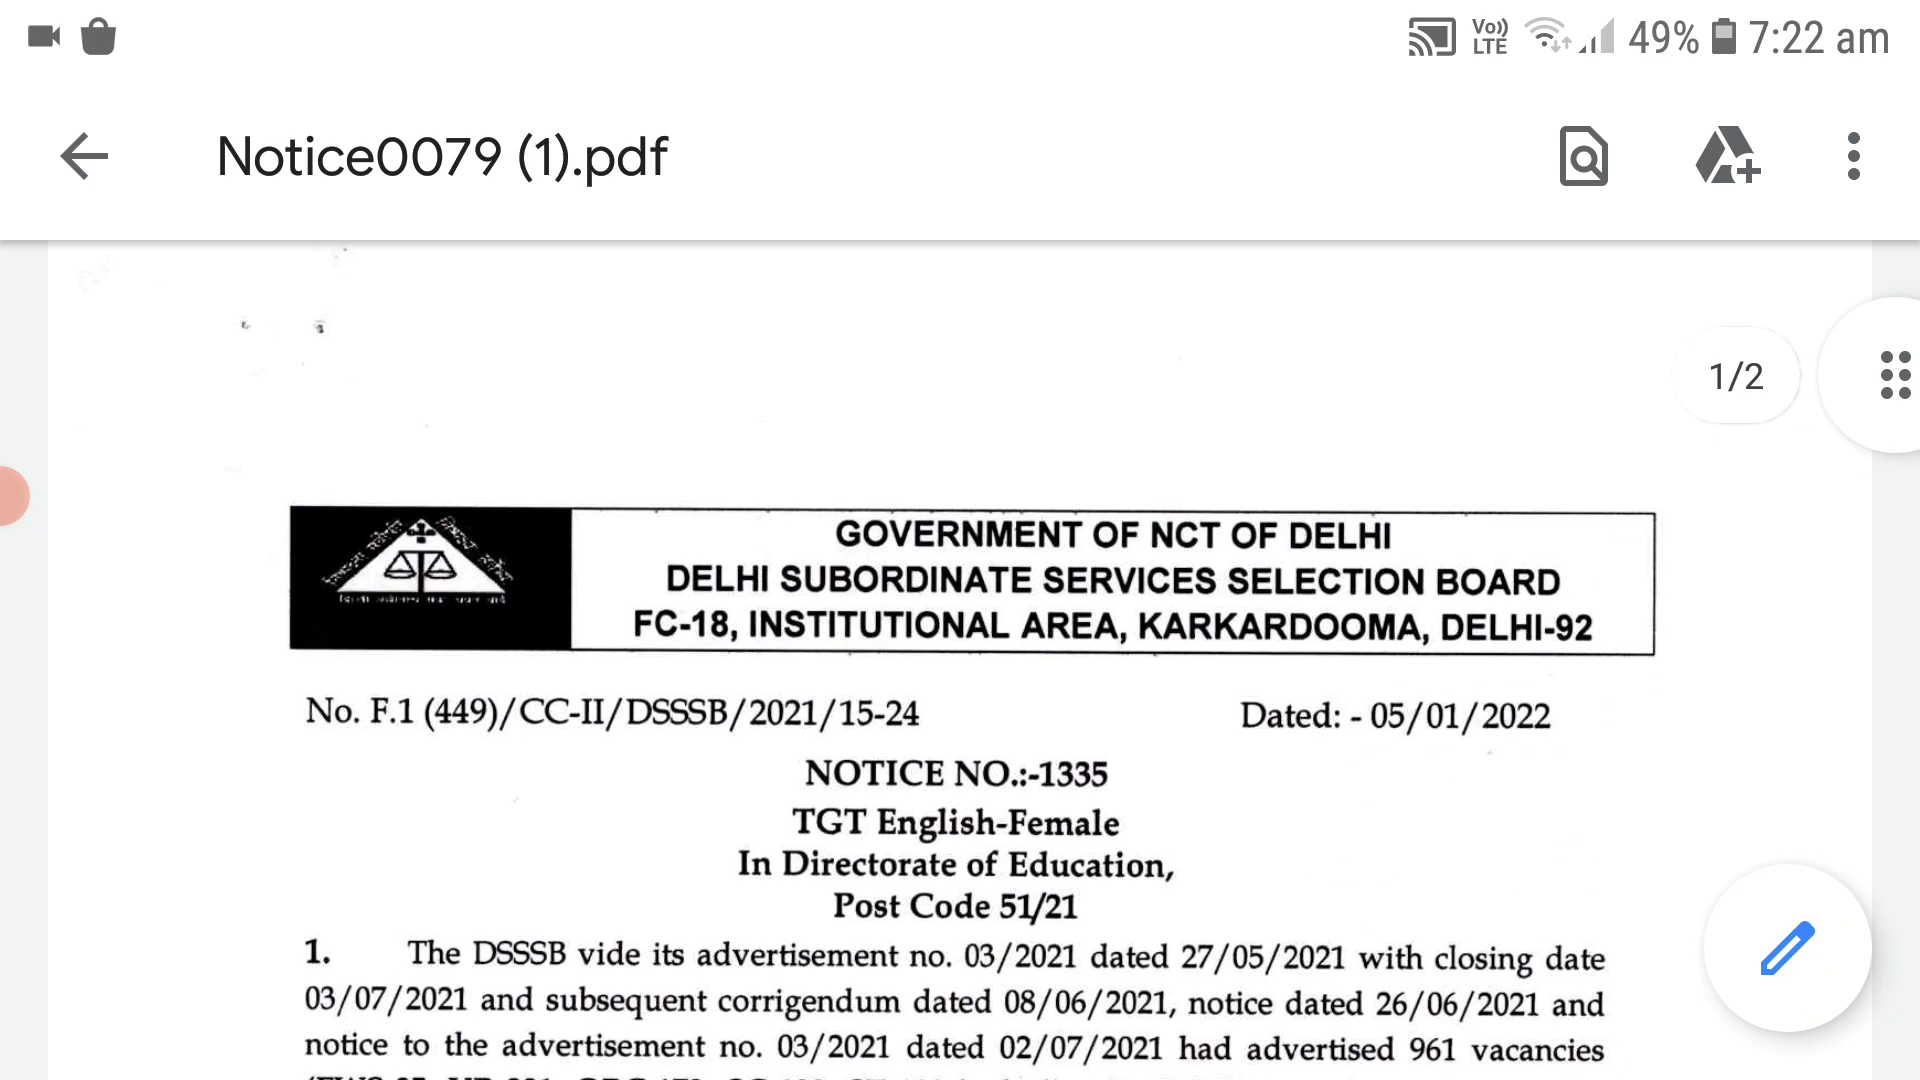 Vo)) LTE 49% 7:22 am
Notice0079 (1).pdf
1/2
GOVERNMENT OF NCT OF DELHI
DELHI SUBORDINATE SERVICES SELECTION BOARD
FC-18, INSTITUTIONAL AREA, KARKARDOOMA, DELHI-92
No. F.1 (449)/CC-II/DSSSB/2021/15-24 Dated: - 05/01/2022
NOTICE NO.:-1335
TGT English-Female
In Directorate of Education,
Post Code 51/21
1. The DSSSB vide its advertisement no. 03/2021 dated 27/05/2021 with closing date
03/07/2021 and subsequent corrigendum dated 08/06/2021, notice dated 26/06/2021 and
notice to the advertisement no. 03/2021 dated 02/07/2021 had advertised 961 vacancies